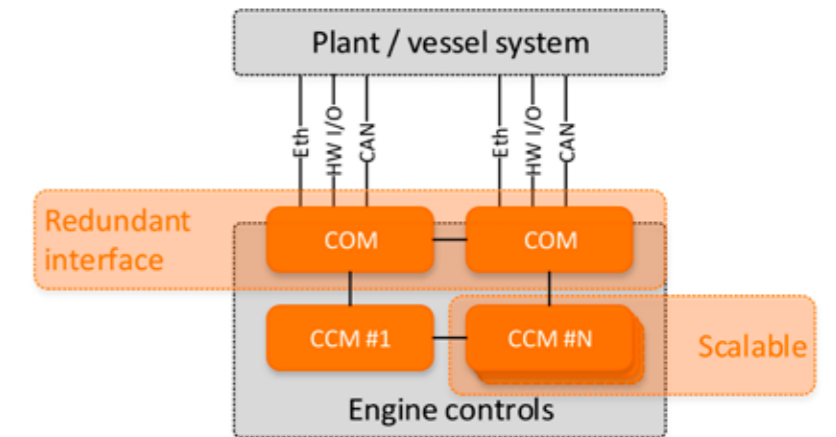 Plant / vessel system
Eth
HW I/O
CAN
Eth
HW I/O
CAN
Redundant
interface
COM
COM
CCM #1
CCM #N
Scalable
Engine controls